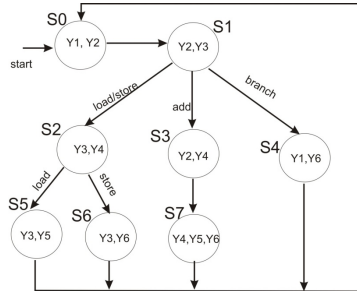 S0
S1
Y1, Y2
Y2,Y3
start
load/store
add
branch
S2
S3
S4
Y3,Y4
Y2,Y4
Y1,Y6
load
store
S5
S6
S7
Y3,Y5
Y3,Y6
Y4,Y5,Y6